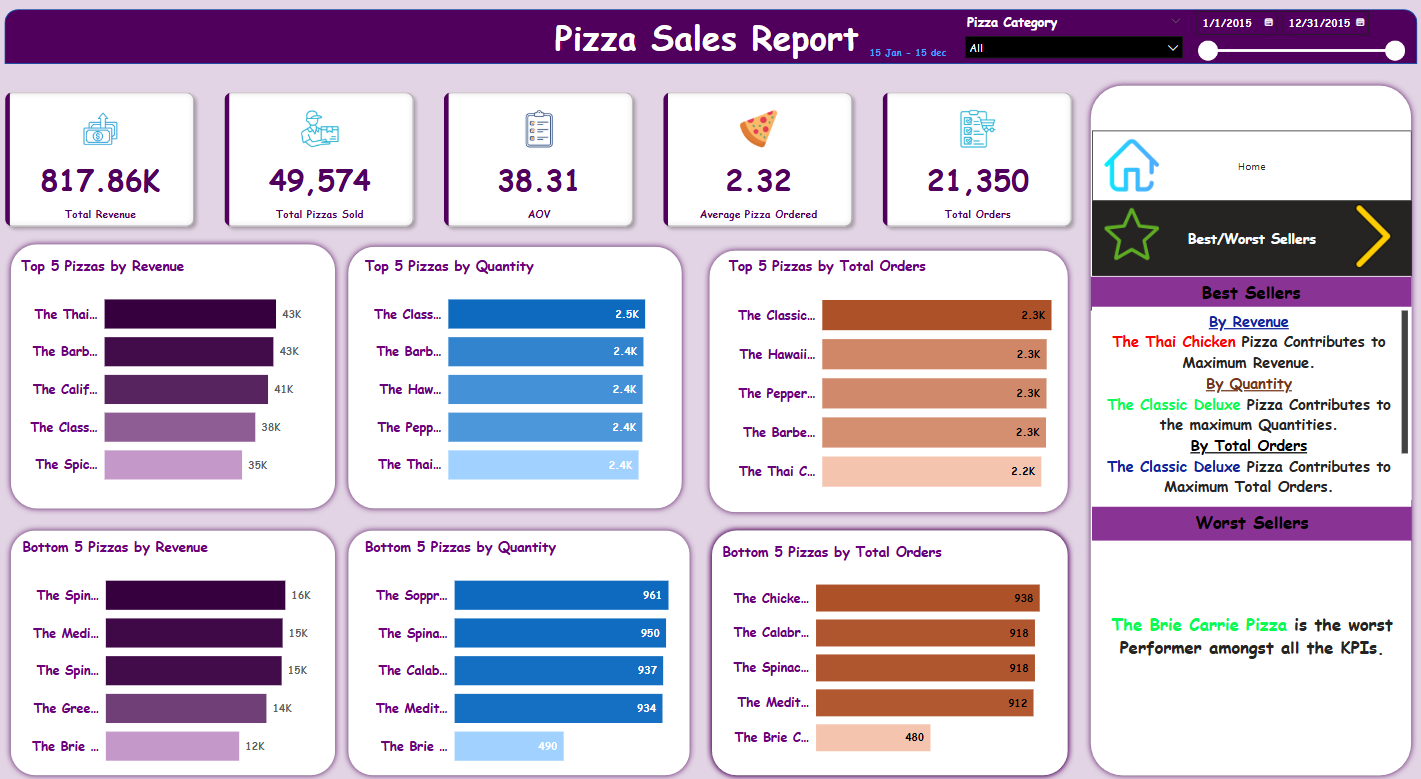 Pizza Sales Report
15 Jan - 15 dec
Pizza Category
All
1/1/2015
12/31/2015
817.86K
Total Revenue
49,574
Total Pizzas Sold
38.31
AOV
2.32
Average Pizza Ordered
21,350
Total Orders
Home
Best/Worst Sellers
Top 5 Pizzas by Revenue
The Thai... 43K
The Barb... 43K
The Calif... 41K
The Class... 38K
The Spic... 35K
Top 5 Pizzas by Quantity
The Class... 2.5K
The Barb... 2.4K
The Haw... 2.4K
The Pepp... 2.4K
The Thai... 2.4K
Top 5 Pizzas by Total Orders
The Classic... 2.3K
The Hawaii... 2.3K
The Pepper... 2.3K
The Barbe... 2.3K
The Thai C... 2.2K
Best Sellers
By Revenue
The Thai Chicken Pizza Contributes to
Maximum Revenue.
By Quantity
The Classic Deluxe Pizza Contributes to
the maximum Quantities.
By Total Orders
The Classic Deluxe Pizza Contributes to
Maximum Total Orders.
Bottom 5 Pizzas by Revenue
The Spin... 16K
The Medi... 15K
The Spin... 15K
The Gree... 14K
The Brie ... 12K
Bottom 5 Pizzas by Quantity
The Soppr... 961
The Spina... 950
The Calab... 937
The Medit... 934
The Brie ... 490
Bottom 5 Pizzas by Total Orders
The Chicke... 938
The Calabr... 918
The Spinac... 918
The Medit... 912
The Brie C... 480
Worst Sellers
The Brie Carrie Pizza is the worst
Performer amongst all the KPIs.